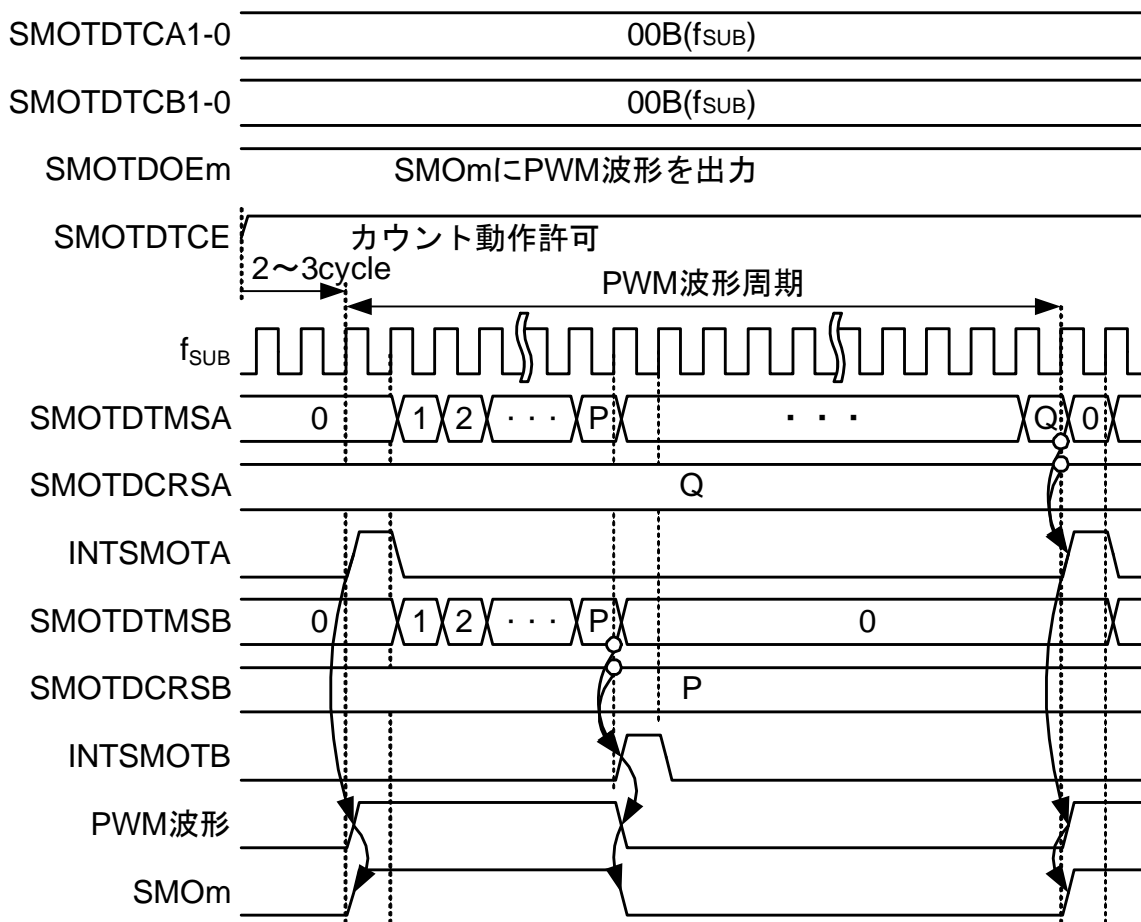 SMOTDTCA1-0 00B(fSUB)
SMOTDTCB1-0 00B(fSUB)
SMOTDOEm SMOmにPWM波形を出力
SMOTDTCE カウント動作許可
2～3cycle PWM波形周期
fSUB
SMOTDTMSA 0 1 2 ・・・ P ・・・ Q 0
SMOTDCRSA Q
INTSMOTA
SMOTDTMSB 0 1 2 ・・・ P 0
SMOTDCRSB P
INTSMOTB
PWM波形
SMOm